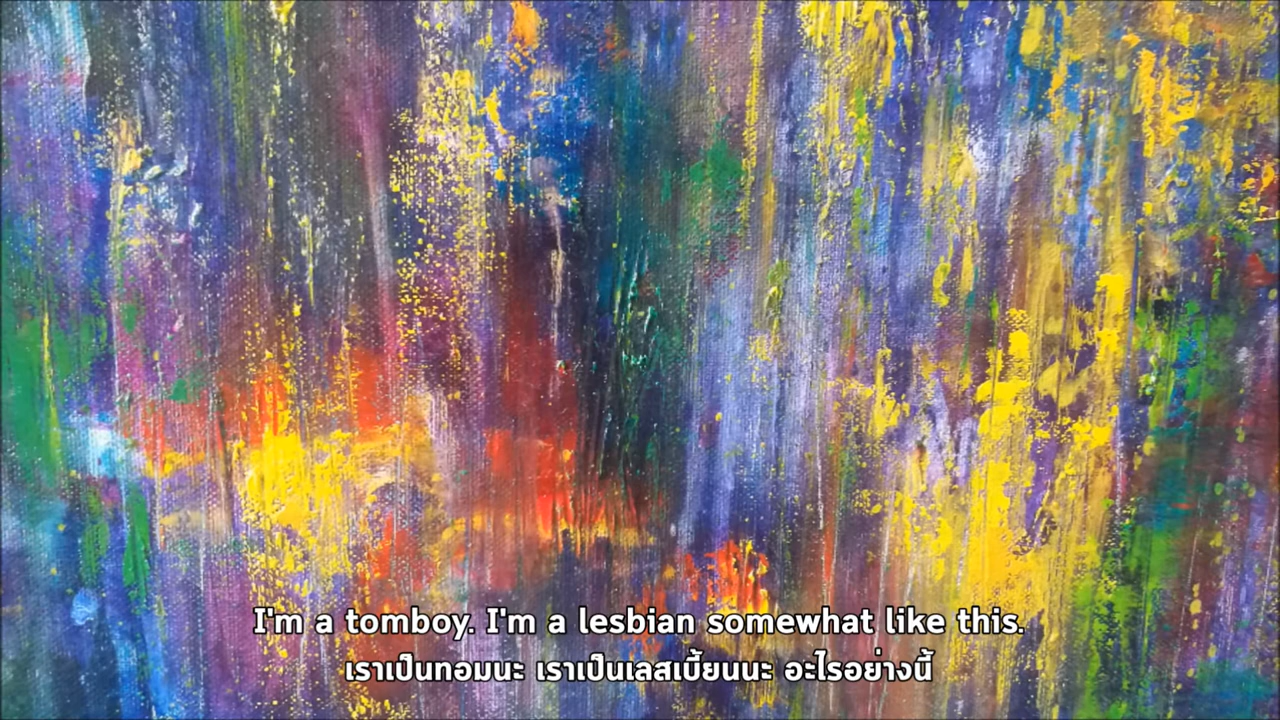 I'm a tomboy. I'm a lesbian somewhat like this.
เราเป็นทอมนะ เราเป็นเลสเบี้ยนนะ อะไรอย่างนี้